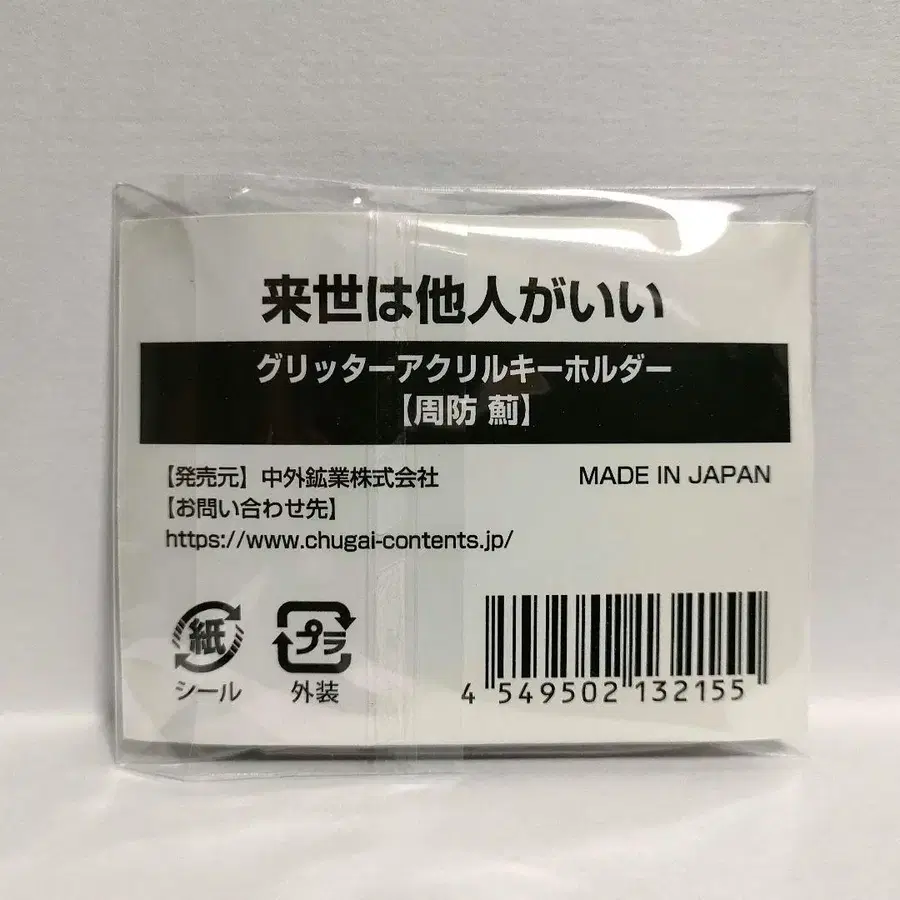 来世は他人がいい
グリッターアクリルキーホルダー
【周防 薊】
【発売元】中外鉱業株式会社
MADE IN JAPAN
【お問い合わせ先】
https://www.chugai-contents.jp/
紙
シール
プラ
外装
4 549502 132155